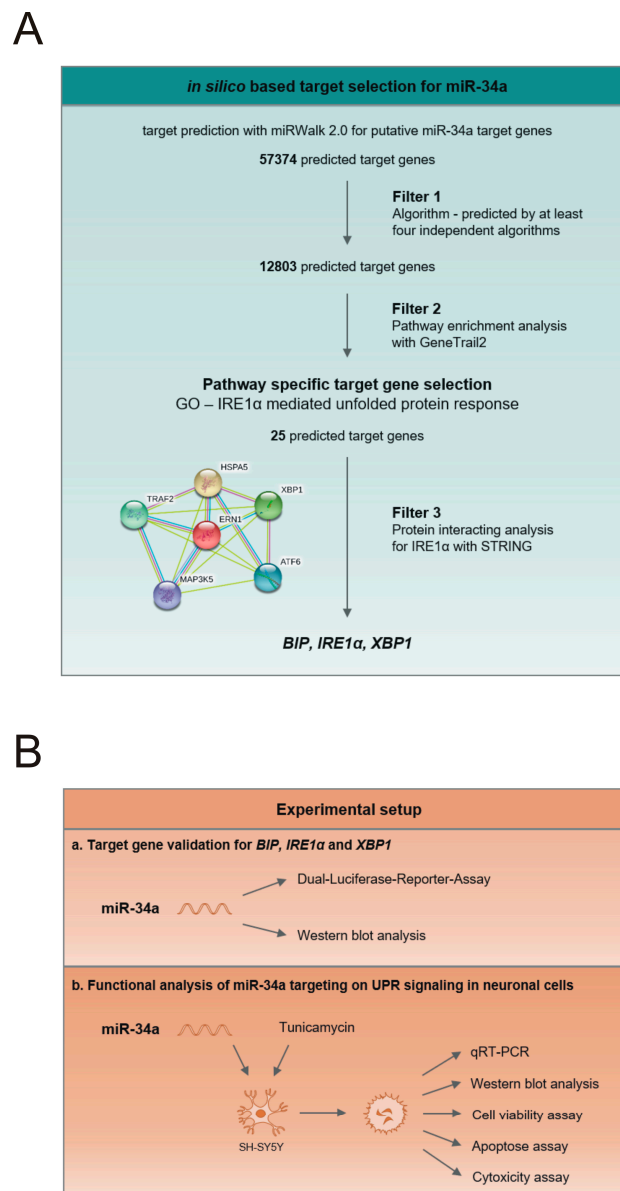 A
in silico based target selection for miR-34a
target prediction with miRWalk 2.0 for putative miR-34a target genes
57374 predicted target genes
Filter 1
Algorithm - predicted by at least
four independent algorithms
12803 predicted target genes
Filter 2
Pathway enrichment analysis
with GeneTrail2
Pathway specific target gene selection
GO – IRE1α mediated unfolded protein response
25 predicted target genes
HSPA5
XBP1
TRAF2
ERN1
ATF6
MAP3K5
Filter 3
Protein interacting analysis
for IRE1α with STRING
BIP, IRE1α, XBP1
B
Experimental setup
a. Target gene validation for BIP, IRE1α and XBP1
Dual-Luciferase-Reporter-Assay
miR-34a
Western blot analysis
b. Functional analysis of miR-34a targeting on UPR signaling in neuronal cells
miR-34a
Tunicamycin
SH-SY5Y
qRT-PCR
Western blot analysis
Cell viability assay
Apoptose assay
Cytoxicity assay